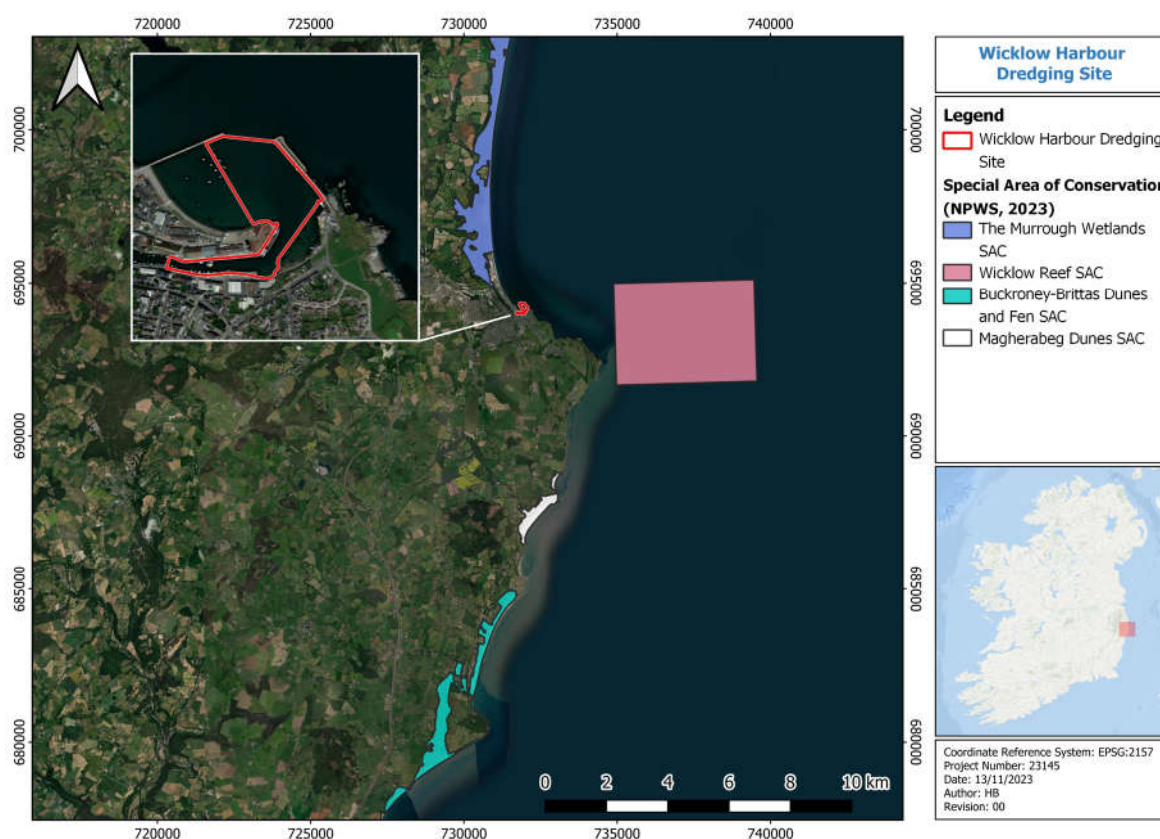 720000
725000
730000
735000
740000
700000
695000
690000
685000
680000
700000
695000
690000
685000
680000
0
2
4
6
8
10 km
720000
725000
730000
735000
740000
Wicklow Harbour
Dredging Site
Legend
Wicklow Harbour Dredging
Site
Special Area of Conservation
(NPWS, 2023)
The Murrough Wetlands
SAC
Wicklow Reef SAC
Buckroney-Brittas Dunes
and Fen SAC
Magherabeg Dunes SAC
Coordinate Reference System: EPSG:2157
Project Number: 23145
Date: 13/11/2023
Author: HB
Revision: 00